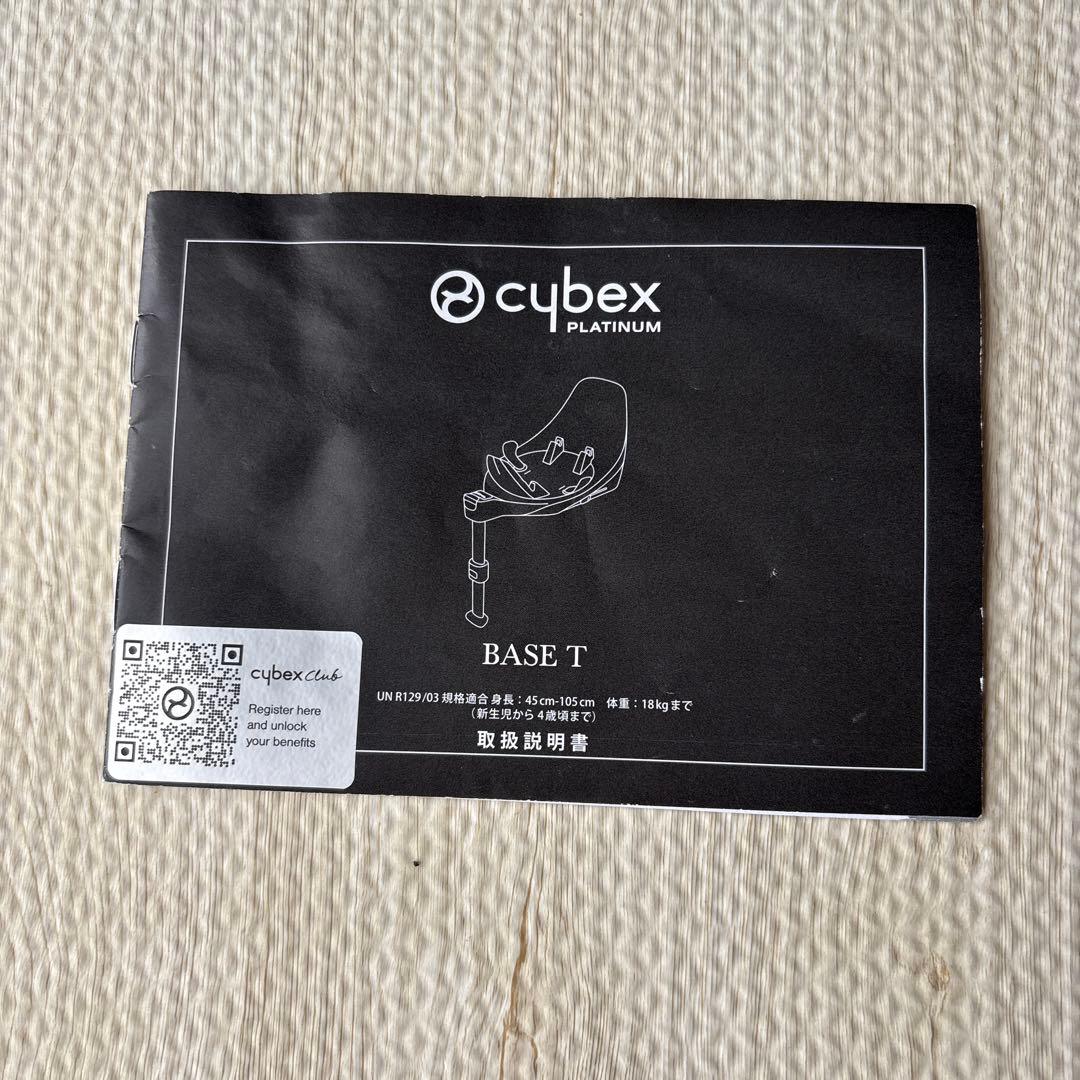 cybex
PLATINUM
BASE T
UN R129/03 規格適合 身長：45cm-105cm 体重：18kgまで
（新生児から4歳頃まで）
取扱説明書
cybex Club
Register here
and unlock
your benefits